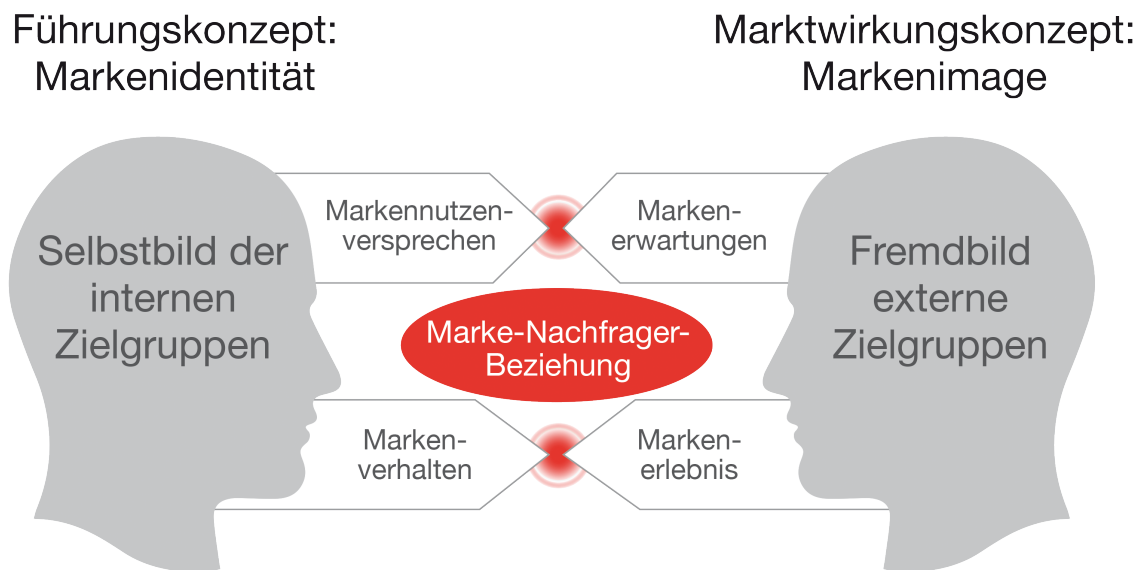 Führungskonzept:
Markenidentität
Marktwirkungskonzept:
Markenimage
Selbstbild der
internen
Zielgruppen
Markennutzen-
versprechen
Marken-
erwartungen
Fremdbild
externe
Zielgruppen
Marke-Nachfrager-
Beziehung
Marken-
verhalten
Marken-
erlebnis